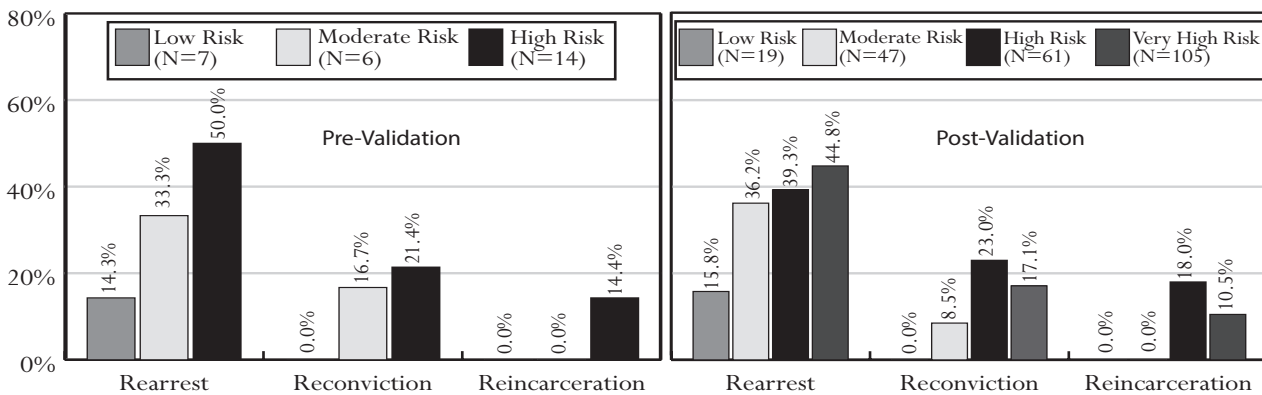 80%
60%
40%
20%
0%
Low Risk
(N=7)
Moderate Risk
(N=6)
High Risk
(N=14)
Pre-Validation
14.3%
33.3%
50.0%
0.0%
16.7%
21.4%
0.0%
0.0%
14.4%
Rearrest
Reconviction
Reincarceration
Low Risk
(N=19)
Moderate Risk
(N=47)
High Risk
(N=61)
Very High Risk
(N=105)
Post-Validation
15.8%
36.2%
39.3%
44.8%
0.0%
8.5%
23.0%
17.1%
0.0%
0.0%
18.0%
10.5%
Rearrest
Reconviction
Reincarceration